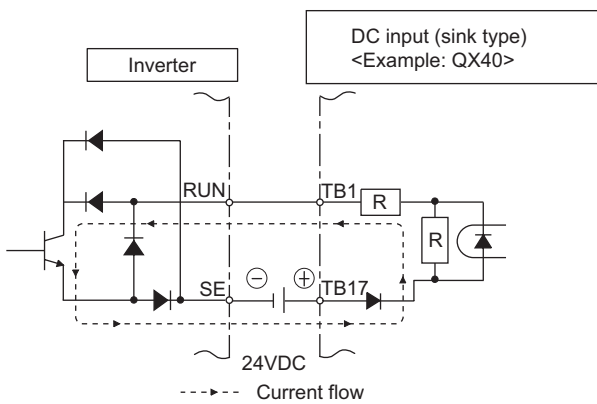 Inverter
DC input (sink type)
<Example: QX40>
RUN
TB1
R
R
SE
⊖
⊕
TB17
24VDC
Current flow